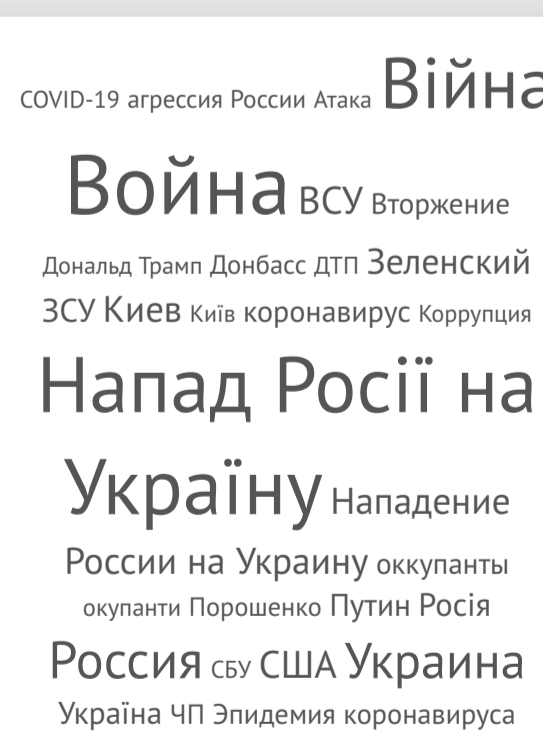 COVID-19 агрессия России Атака Війна
Война ВСУ Вторжение
Дональд Трамп Донбасс ДТП Зеленский
ЗСУ Киев Київ коронавирус Коррупция
Напад Росії на
Україну Нападение
России на Украину оккупанты
окупанти Порошенко Путин Росія
Россия СБУ США Украина
Україна ЧП Эпидемия коронавируса